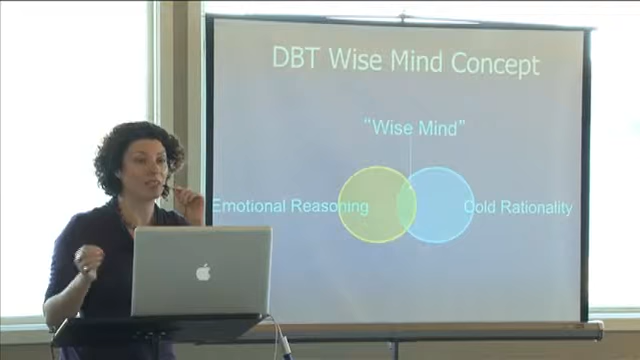 DBT Wise Mind Concept
“Wise Mind”
Emotional Reasoning
Cold Rationality